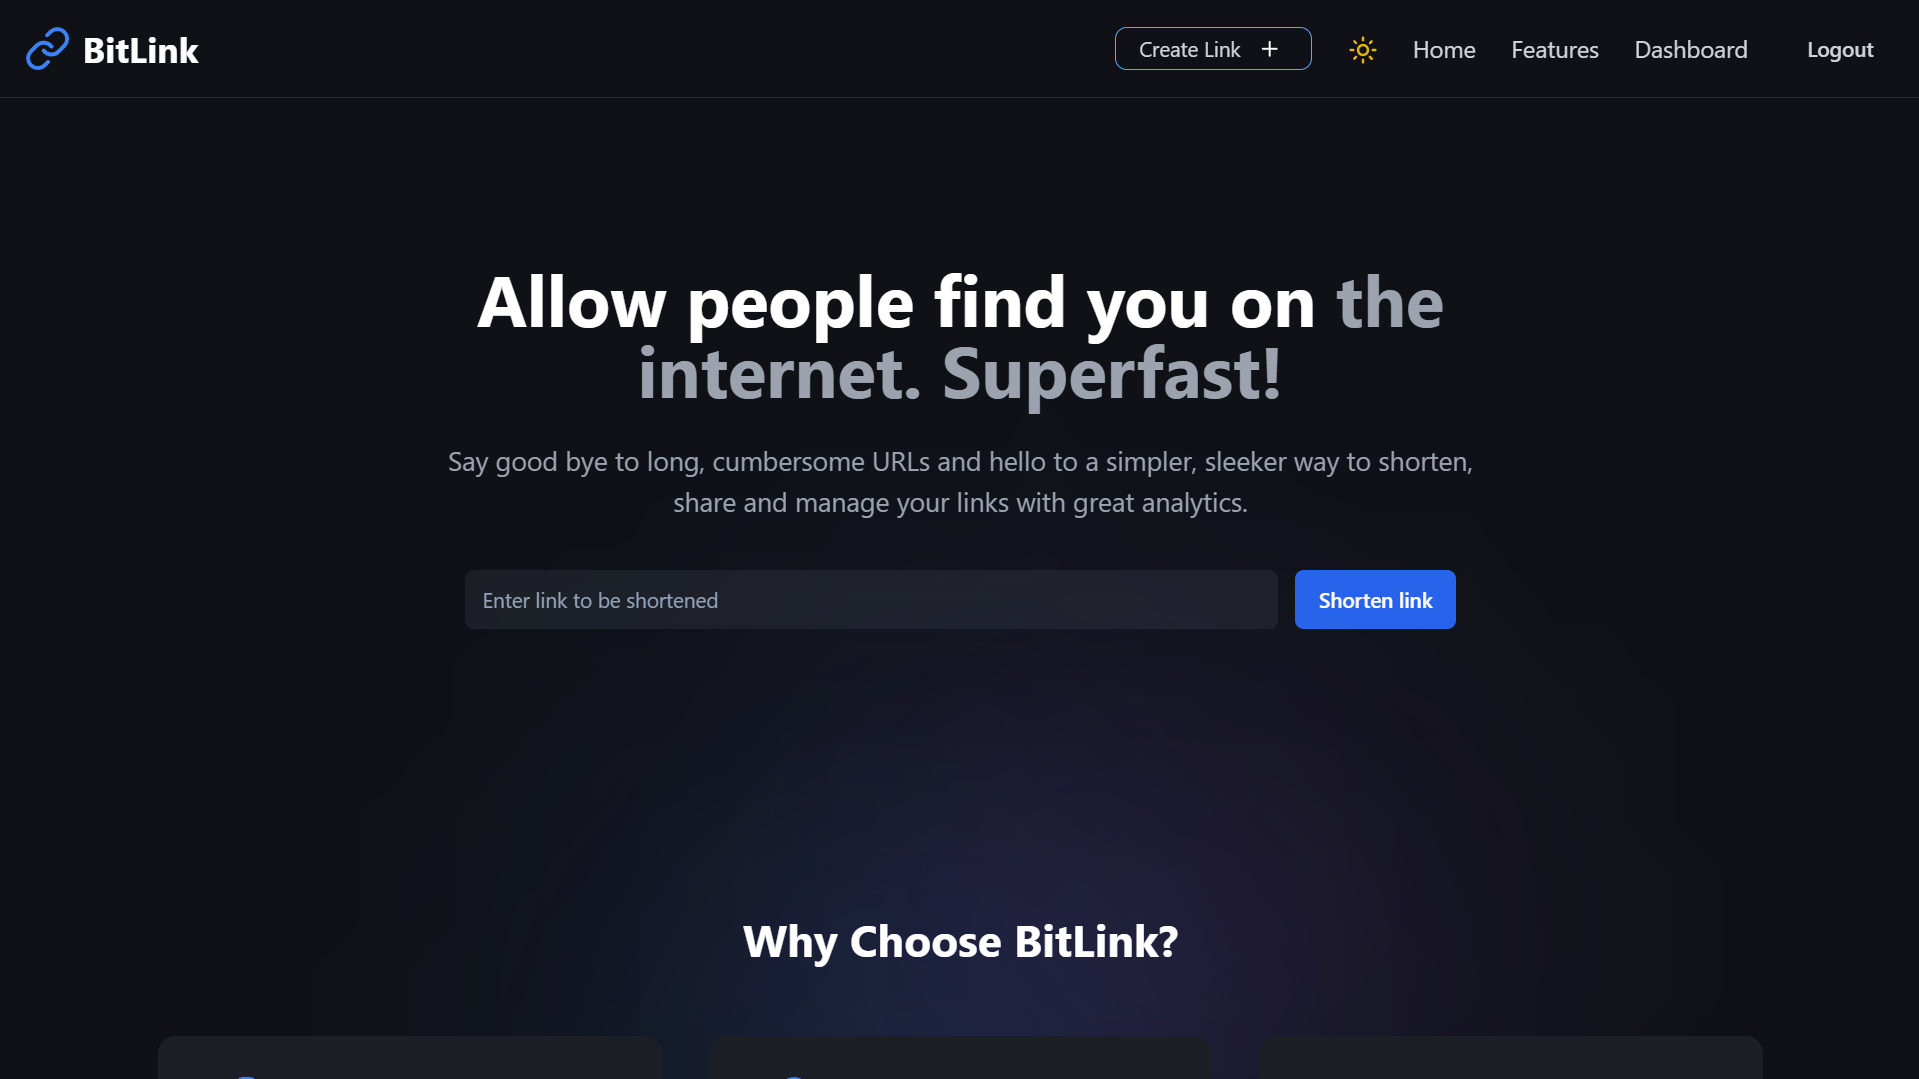 BitLink
Create Link +
Home
Features
Dashboard
Logout
Allow people find you on the
internet. Superfast!
Say good bye to long, cumbersome URLs and hello to a simpler, sleeker way to shorten,
share and manage your links with great analytics.
Enter link to be shortened
Shorten link
Why Choose BitLink?